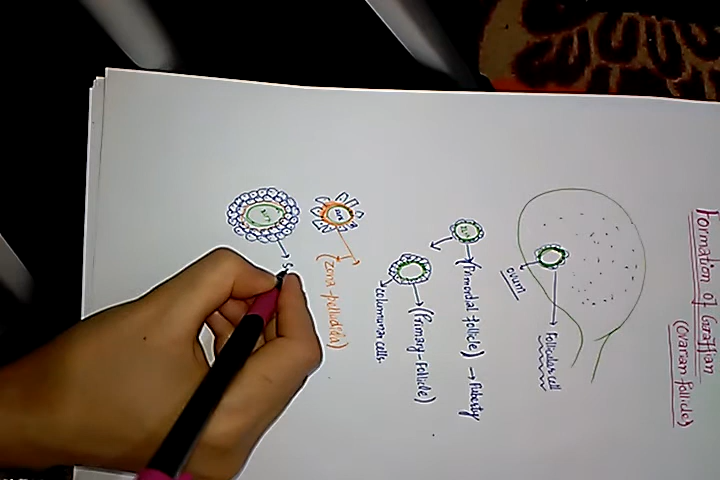 Formation of Graffian
(Ovarian-follicle)
Follicular cell
ovum
(Primordial follicle) → Puberty
(Primary-follicle)
columnar cells.
(Zona-pellucida)
S